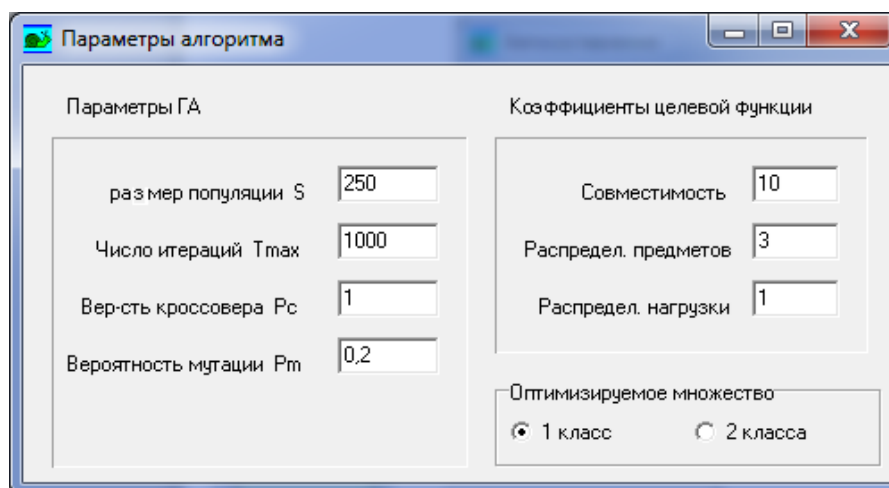 Параметры алгоритма
Параметры ГА
размер популяции S 250
Число итераций Tmax 1000
Вер-сть кроссовера Pc 1
Вероятность мутации Pm 0,2
Коэффициенты целевой функции
Совместимость 10
Распредел. предметов 3
Распредел. нагрузки 1
Оптимизируемое множество
1 класс 2 класса